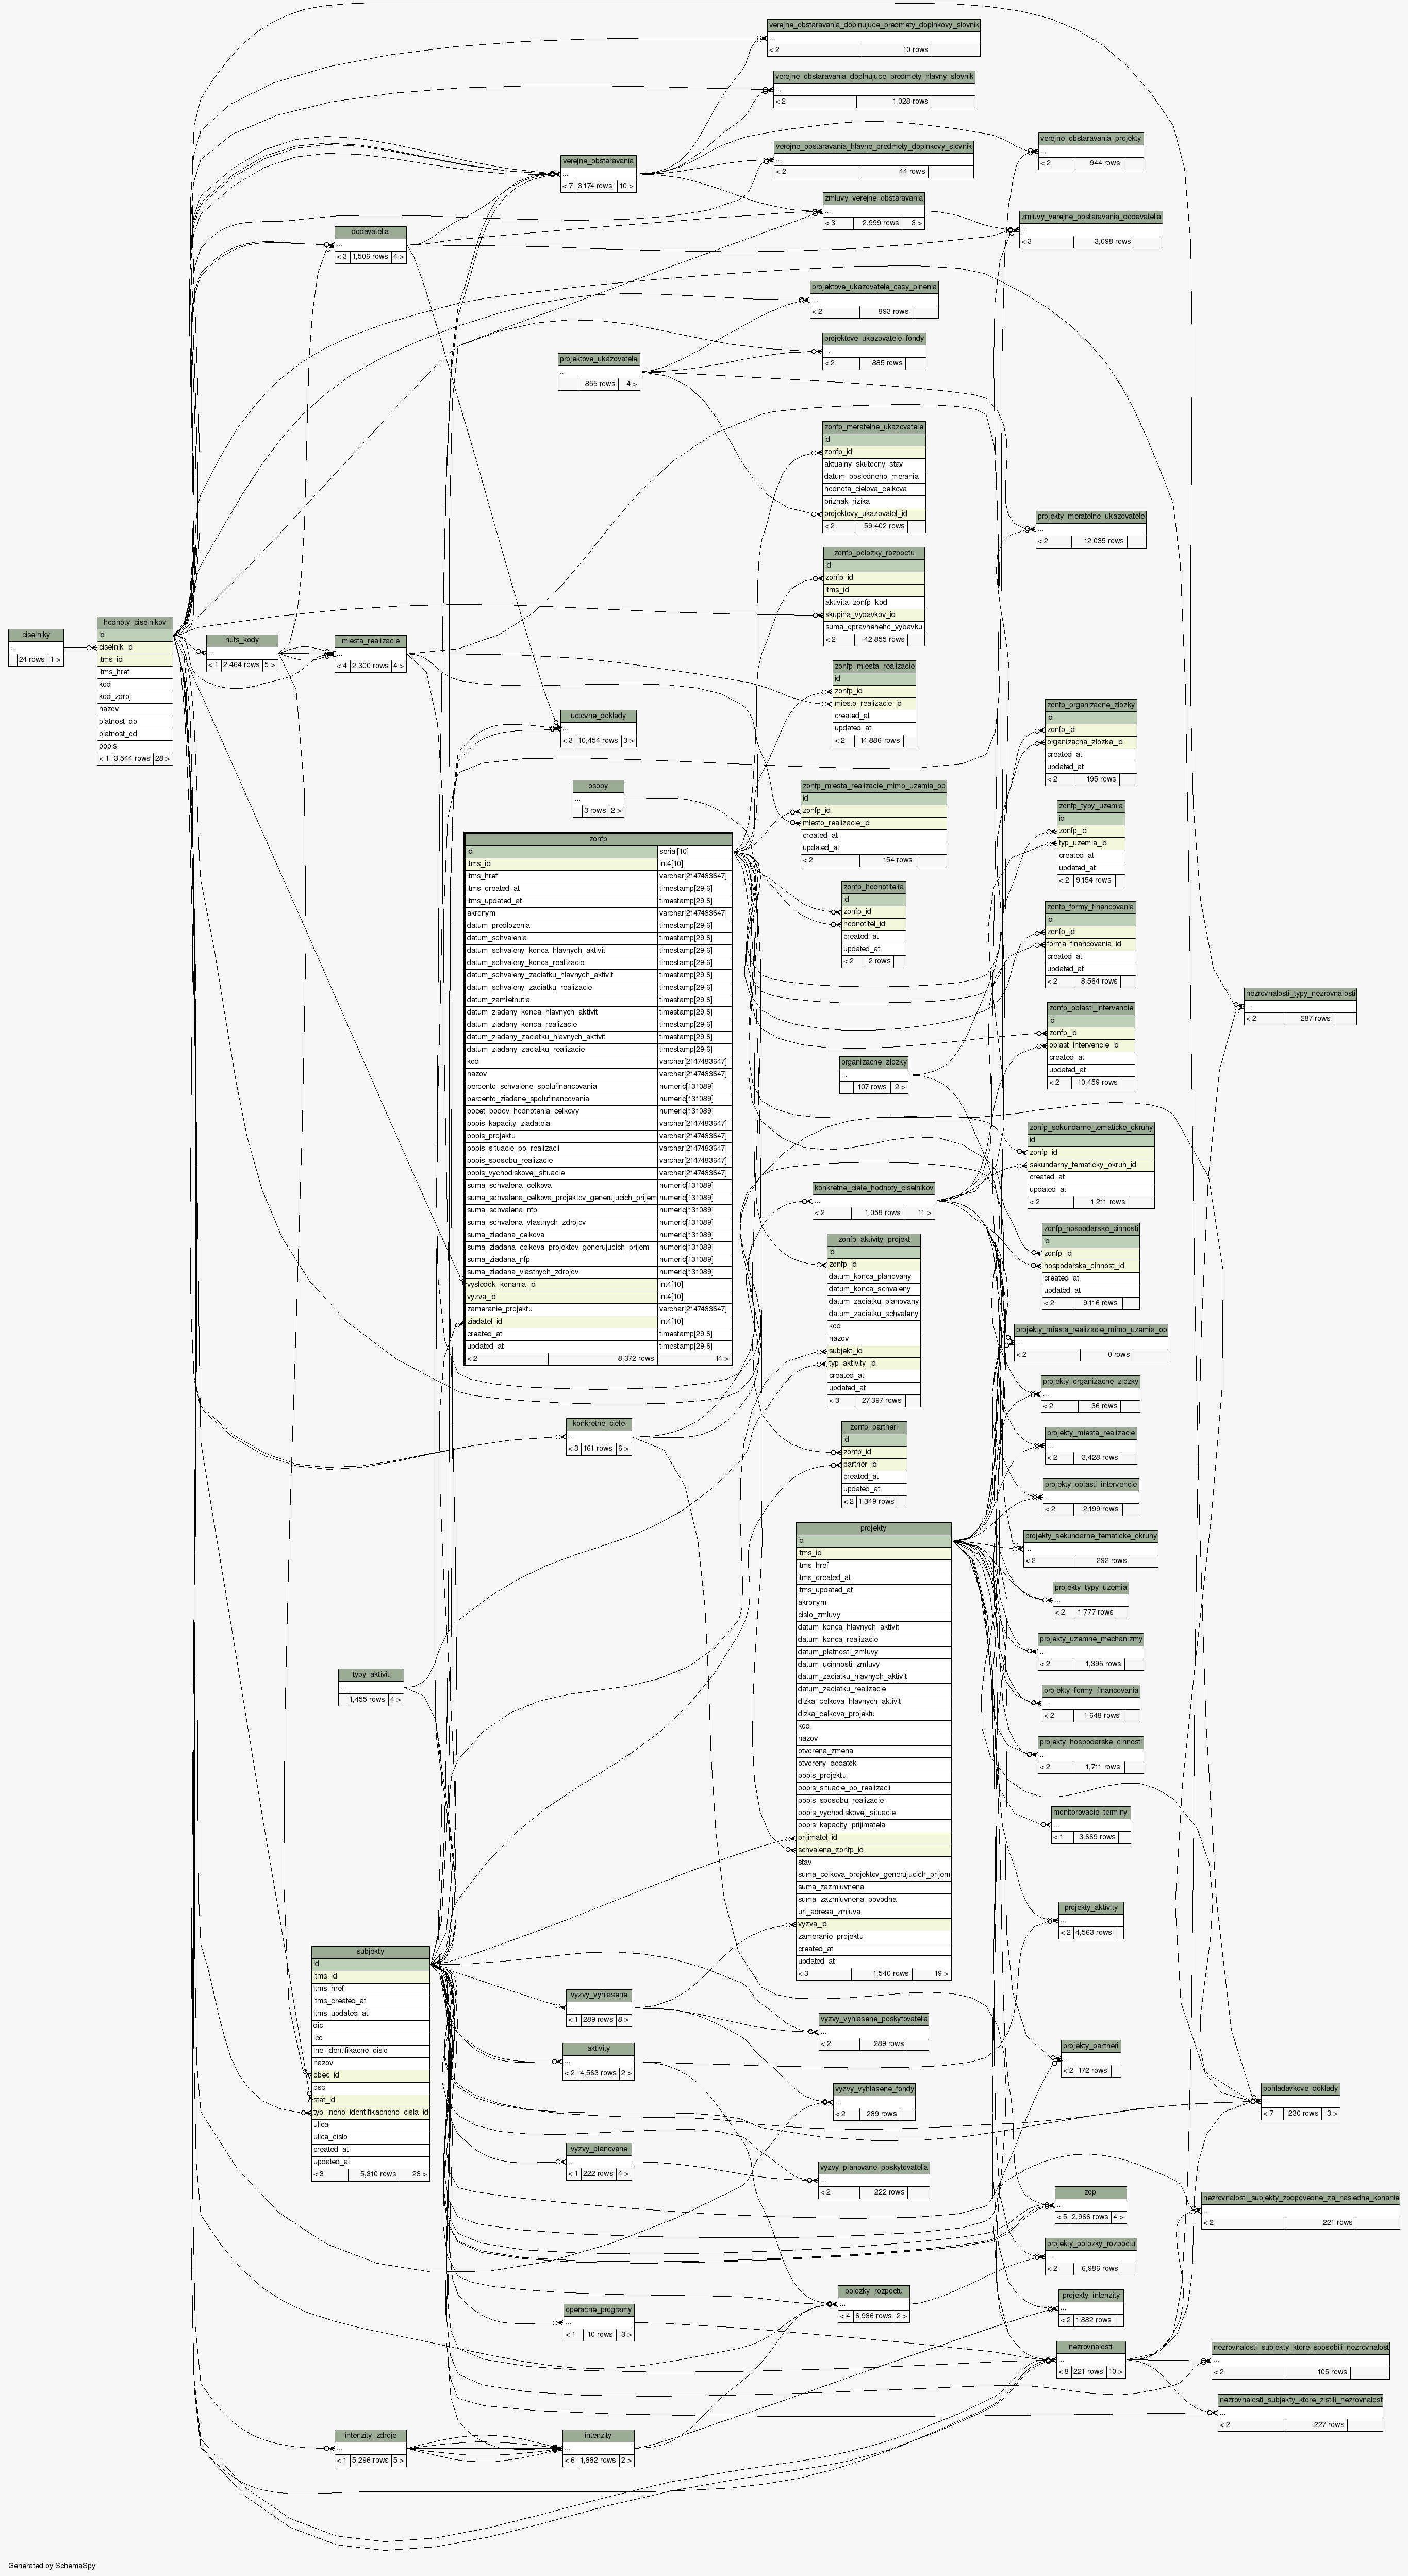 verejne_obstaravania_doplnujuce_predmety_doplnkovy_slovnik
...
< 2 10 rows
verejne_obstaravania_doplnujuce_predmety_hlavny_slovnik
...
< 2 1,028 rows
verejne_obstaravania_projekty
...
< 2 944 rows
verejne_obstaravania_hlavne_predmety_doplnkovy_slovnik
...
< 2 44 rows
verejne_obstaravania
...
< 7 3,174 rows 10 >
zmluvy_verejne_obstaravania
...
< 3 2,999 rows 3 >
zmluvy_verejne_obstaravania_dodavatelia
...
< 3 3,098 rows
dodavatelia
...
< 3 1,506 rows 4 >
projektove_ukazovatele_casy_plnenia
...
< 2 893 rows
projektove_ukazovatele_fondy
...
< 2 885 rows
projektove_ukazovatele
...
855 rows 4 >
zonfp_meratelne_ukazovatele
id
zonfp_id
aktualny_skutocny_stav
datum_posledneho_merania
hodnota_cielova_celkova
priznak_rizika
projektovy_ukazovatel_id
< 2 59,402 rows
projekty_meratelne_ukazovatele
...
< 2 12,035 rows
zonfp_polozky_rozpoctu
id
zonfp_id
itms_id
aktivita_zonfp_kod
skupina_vydavkov_id
suma_opravneneho_vydavku
< 2 42,855 rows
ciselniky
...
24 rows 1 >
hodnoty_ciselnikov
id
ciselnik_id
itms_id
itms_href
kod
kod_zdroj
nazov
platnost_do
platnost_od
popis
< 1 3,544 rows 28 >
nuts_kody
...
< 1 2,464 rows 5 >
miesta_realizacie
...
< 4 2,300 rows 4 >
zonfp_miesta_realizacie
id
zonfp_id
miesto_realizacie_id
created_at
updated_at
< 2 14,886 rows
uctovne_doklady
...
< 3 10,454 rows 3 >
zonfp_organizacne_zlozky
id
zonfp_id
organizacna_zlozka_id
created_at
updated_at
< 2 195 rows
osoby
...
3 rows 2 >
zonfp_miesta_realizacie_mimo_uzemia_op
id
zonfp_id
miesto_realizacie_id
created_at
updated_at
< 2 154 rows
zonfp_typy_uzemia
id
zonfp_id
typ_uzemia_id
created_at
updated_at
< 2 9,154 rows
zonfp
id serial[10]
itms_id int4[10]
itms_href varchar[2147483647]
itms_created_at timestamp[29,6]
itms_updated_at timestamp[29,6]
akronym varchar[2147483647]
datum_predlozenia timestamp[29,6]
datum_schvalenia timestamp[29,6]
datum_schvaleny_konca_hlavnych_aktivit timestamp[29,6]
datum_schvaleny_konca_realizacie timestamp[29,6]
datum_schvaleny_zaciatku_hlavnych_aktivit timestamp[29,6]
datum_schvaleny_zaciatku_realizacie timestamp[29,6]
datum_zamietnutia timestamp[29,6]
datum_ziadany_konca_hlavnych_aktivit timestamp[29,6]
datum_ziadany_konca_realizacie timestamp[29,6]
datum_ziadany_zaciatku_hlavnych_aktivit timestamp[29,6]
datum_ziadany_zaciatku_realizacie timestamp[29,6]
kod varchar[2147483647]
nazov varchar[2147483647]
percento_schvalene_spolufinancovania numeric[131089]
percento_ziadane_spolufinancovania numeric[131089]
pocet_bodov_hodnotenia_celkovy numeric[131089]
popis_kapacity_ziadatela varchar[2147483647]
popis_projektu varchar[2147483647]
popis_situacie_po_realizacii varchar[2147483647]
popis_sposobu_realizacie varchar[2147483647]
popis_vychodiskovej_situacie varchar[2147483647]
suma_schvalena_celkova numeric[131089]
suma_schvalena_celkova_projektov_generujucich_prijem numeric[131089]
suma_schvalena_nfp numeric[131089]
suma_schvalena_vlastnych_zdrojov numeric[131089]
suma_ziadana_celkova numeric[131089]
suma_ziadana_celkova_projektov_generujucich_prijem numeric[131089]
suma_ziadana_nfp numeric[131089]
suma_ziadana_vlastnych_zdrojov numeric[131089]
vysledok_konania_id int4[10]
vyzva_id int4[10]
zameranie_projektu varchar[2147483647]
ziadatel_id int4[10]
created_at timestamp[29,6]
updated_at timestamp[29,6]
< 2 8,372 rows 14 >
zonfp_hodnotitelia
id
zonfp_id
hodnotitel_id
created_at
updated_at
< 2 2 rows
zonfp_formy_financovania
id
zonfp_id
forma_financovania_id
created_at
updated_at
< 2 8,564 rows
nezrovnalosti_typy_nezrovnalosti
...
< 2 287 rows
zonfp_oblasti_intervencie
id
zonfp_id
oblast_intervencie_id
created_at
updated_at
< 2 10,459 rows
organizacne_zlozky
...
107 rows 2 >
zonfp_sekundarne_tematicke_okruhy
id
zonfp_id
sekundarny_tematicky_okruh_id
created_at
updated_at
< 2 1,211 rows
konkretne_ciele_hodnoty_ciselnikov
...
< 2 1,058 rows 11 >
zonfp_hospodarske_cinnosti
id
zonfp_id
hospodarska_cinnost_id
created_at
updated_at
< 2 9,116 rows
zonfp_aktivity_projekt
id
zonfp_id
datum_konca_planovany
datum_konca_schvaleny
datum_zaciatku_planovany
datum_zaciatku_schvaleny
kod
nazov
subjekt_id
typ_aktivity_id
created_at
updated_at
< 3 27,397 rows
projekty_miesta_realizacie_mimo_uzemia_op
...
< 2 0 rows
projekty_organizacne_zlozky
...
< 2 36 rows
konkretne_ciele
...
< 3 161 rows 6 >
zonfp_partneri
id
zonfp_id
partner_id
created_at
updated_at
< 2 1,349 rows
projekty_miesta_realizacie
...
< 2 3,428 rows
projekty_oblasti_intervencie
...
< 2 2,199 rows
projekty
id
itms_id
itms_href
itms_created_at
itms_updated_at
akronym
cislo_zmluvy
datum_konca_hlavnych_aktivit
datum_konca_realizacie
datum_platnosti_zmluvy
datum_ucinnosti_zmluvy
datum_zaciatku_hlavnych_aktivit
datum_zaciatku_realizacie
dlzka_celkova_hlavnych_aktivit
dlzka_celkova_projektu
kod
nazov
otvorena_zmena
otvoreny_dodatok
popis_projektu
popis_situacie_po_realizacii
popis_sposobu_realizacie
popis_vychodiskovej_situacie
popis_kapacity_prijimatela
prijimatel_id
schvalena_zonfp_id
stav
suma_celkova_projektov_generujucich_prijem
suma_zazmluvnena
suma_zazmluvnena_povodna
url_adresa_zmluva
vyzva_id
zameranie_projektu
created_at
updated_at
< 3 1,540 rows 19 >
projekty_sekundarne_tematicke_okruhy
...
< 2 292 rows
projekty_typy_uzemia
...
< 2 1,777 rows
projekty_uzemne_mechanizmy
...
< 2 1,395 rows
typy_aktivit
...
1,455 rows 4 >
projekty_formy_financovania
...
< 2 1,648 rows
projekty_hospodarske_cinnosti
...
< 2 1,711 rows
monitorovacie_terminy
...
< 1 3,669 rows
projekty_aktivity
...
< 2 4,563 rows
subjekty
id
itms_id
itms_href
itms_created_at
itms_updated_at
dic
ico
ine_identifikacne_cislo
nazov
obec_id
psc
stat_id
typ_ineho_identifikacneho_cisla_id
ulica
ulica_cislo
created_at
updated_at
< 3 5,310 rows 28 >
vyzvy_vyhlasene
...
< 1 289 rows 8 >
vyzvy_vyhlasene_poskytovatelia
...
< 2 289 rows
aktivity
...
< 2 4,563 rows 2 >
projekty_partneri
...
< 2 172 rows
vyzvy_vyhlasene_fondy
...
< 2 289 rows
pohladavkove_doklady
...
< 7 230 rows 3 >
vyzvy_planovane
...
< 1 222 rows 4 >
vyzvy_planovane_poskytovatelia
...
< 2 222 rows
zop
...
< 5 2,966 rows 4 >
nezrovnalosti_subjekty_zodpovedne_za_nasledne_konanie
...
< 2 221 rows
projekty_polozky_rozpoctu
...
< 2 6,986 rows
polozky_rozpoctu
...
< 4 6,986 rows 2 >
projekty_intenzity
...
< 2 1,882 rows
operacne_programy
...
< 1 10 rows 3 >
nezrovnalosti
...
< 8 221 rows 10 >
nezrovnalosti_subjekty_ktore_sposobili_nezrovnalost
...
< 2 105 rows
nezrovnalosti_subjekty_ktore_zistili_nezrovnalost
...
< 2 227 rows
intenzity_zdroje
...
< 1 5,296 rows 5 >
intenzity
...
< 6 1,882 rows 2 >
Generated by SchemaSpy